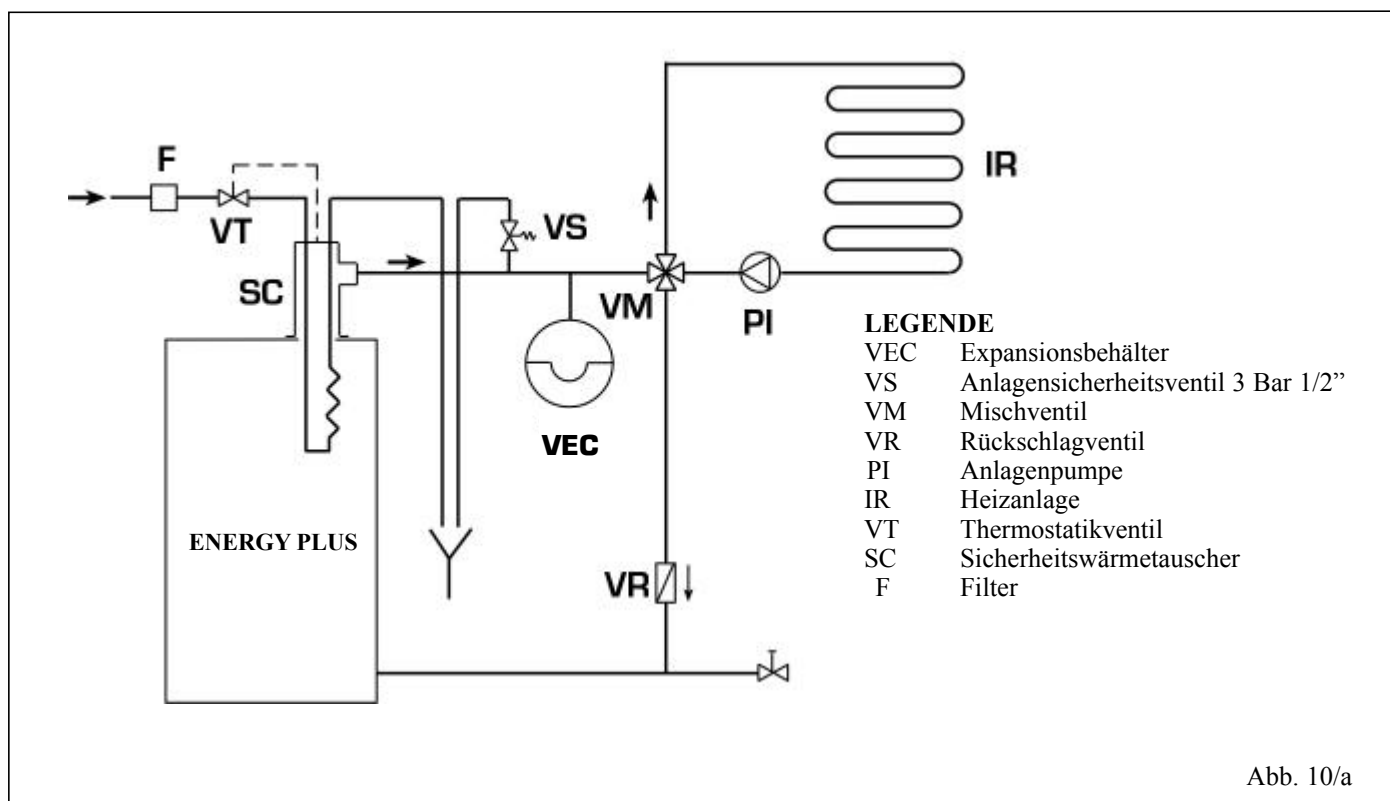 F
VT
SC
VS
VM
VEC
PI
IR
VR
ENERGY PLUS
LEGENDE
VEC Expansionsbehälter
VS Anlagensicherheitsventil 3 Bar 1/2”
VM Mischventil
VR Rückschlagventil
PI Anlagenpumpe
IR Heizanlage
VT Thermostatikventil
SC Sicherheitswärmetauscher
F Filter
Abb. 10/a